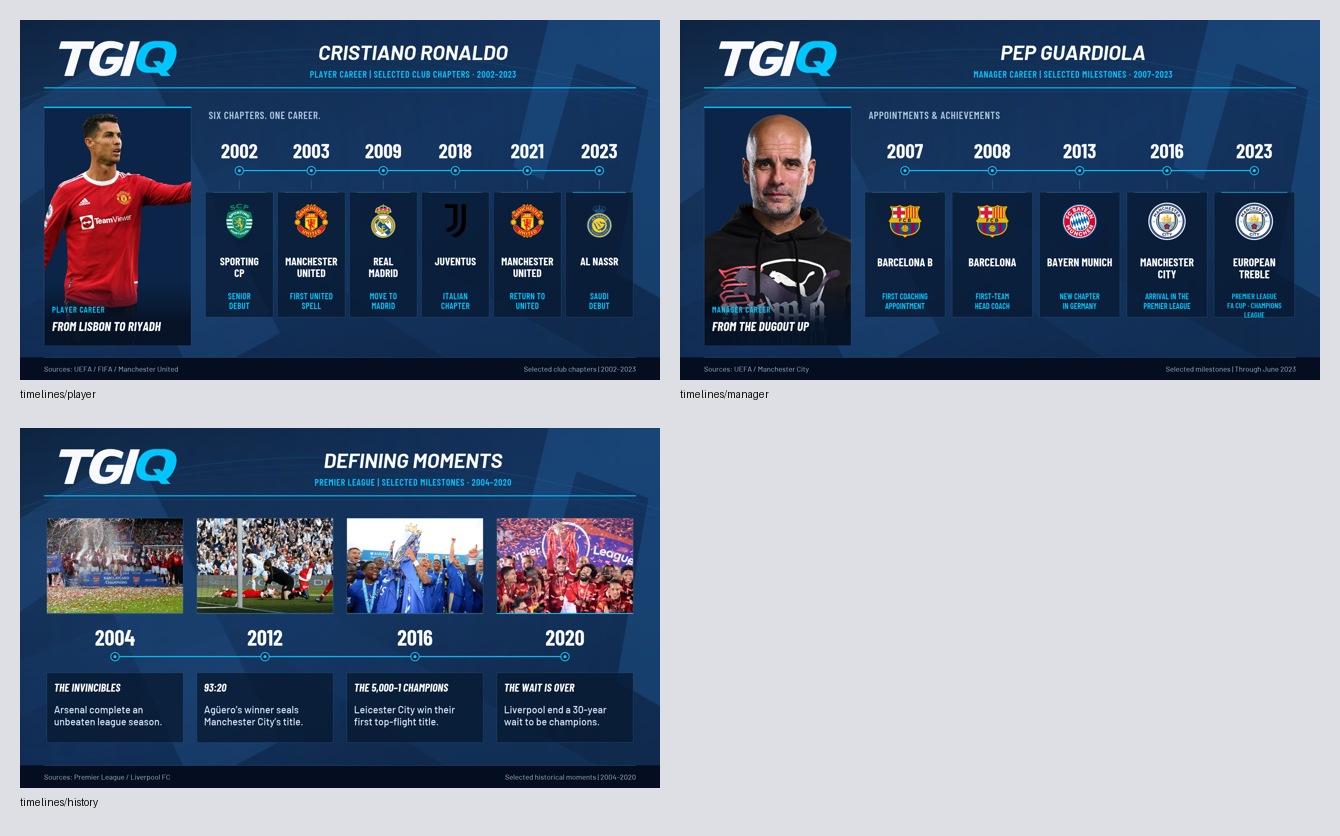 TGIQ
CRISTIANO RONALDO
PLAYER CAREER | SELECTED CLUB CHAPTERS · 2002–2023
SIX CHAPTERS. ONE CAREER.
2002 2003 2009 2018 2021 2023
TeamViewer
SCP
SPORTING CP
MANCHESTER UNITED
REAL MADRID
JUVENTUS
MANCHESTER UNITED
AL NASSR
SENIOR DEBUT
FIRST UNITED SPELL
MOVE TO MADRID
ITALIAN CHAPTER
RETURN TO UNITED
SAUDI DEBUT
PLAYER CAREER
FROM LISBON TO RIYADH
Sources: UEFA / FIFA / Manchester United
Selected club chapters | 2002–2023
timelines/player
TGIQ
PEP GUARDIOLA
MANAGER CAREER | SELECTED MILESTONES · 2007–2023
APPOINTMENTS & ACHIEVEMENTS
2007 2008 2013 2016 2023
BARCELONA B
BARCELONA
BAYERN MUNICH
MANCHESTER CITY
EUROPEAN TREBLE
FIRST COACHING APPOINTMENT
FIRST-TEAM HEAD COACH
NEW CHAPTER IN GERMANY
ARRIVAL IN THE PREMIER LEAGUE
PREMIER LEAGUE FA CUP · CHAMPIONS LEAGUE
MANAGER CAREER
FROM THE DUGOUT UP
Sources: UEFA / Manchester City
Selected milestones | Through June 2023
timelines/manager
TGIQ
DEFINING MOMENTS
PREMIER LEAGUE | SELECTED MILESTONES · 2004–2020
2004 2012 2016 2020
THE INVINCIBLES
Arsenal complete an
unbeaten league season.
93:20
Agüero's winner seals
Manchester City's title.
THE 5,000–1 CHAMPIONS
Leicester City win their
first top-flight title.
THE WAIT IS OVER
Liverpool end a 30-year
wait to be champions.
Sources: Premier League / Liverpool FC
Selected historical moments | 2004–2020
timelines/history